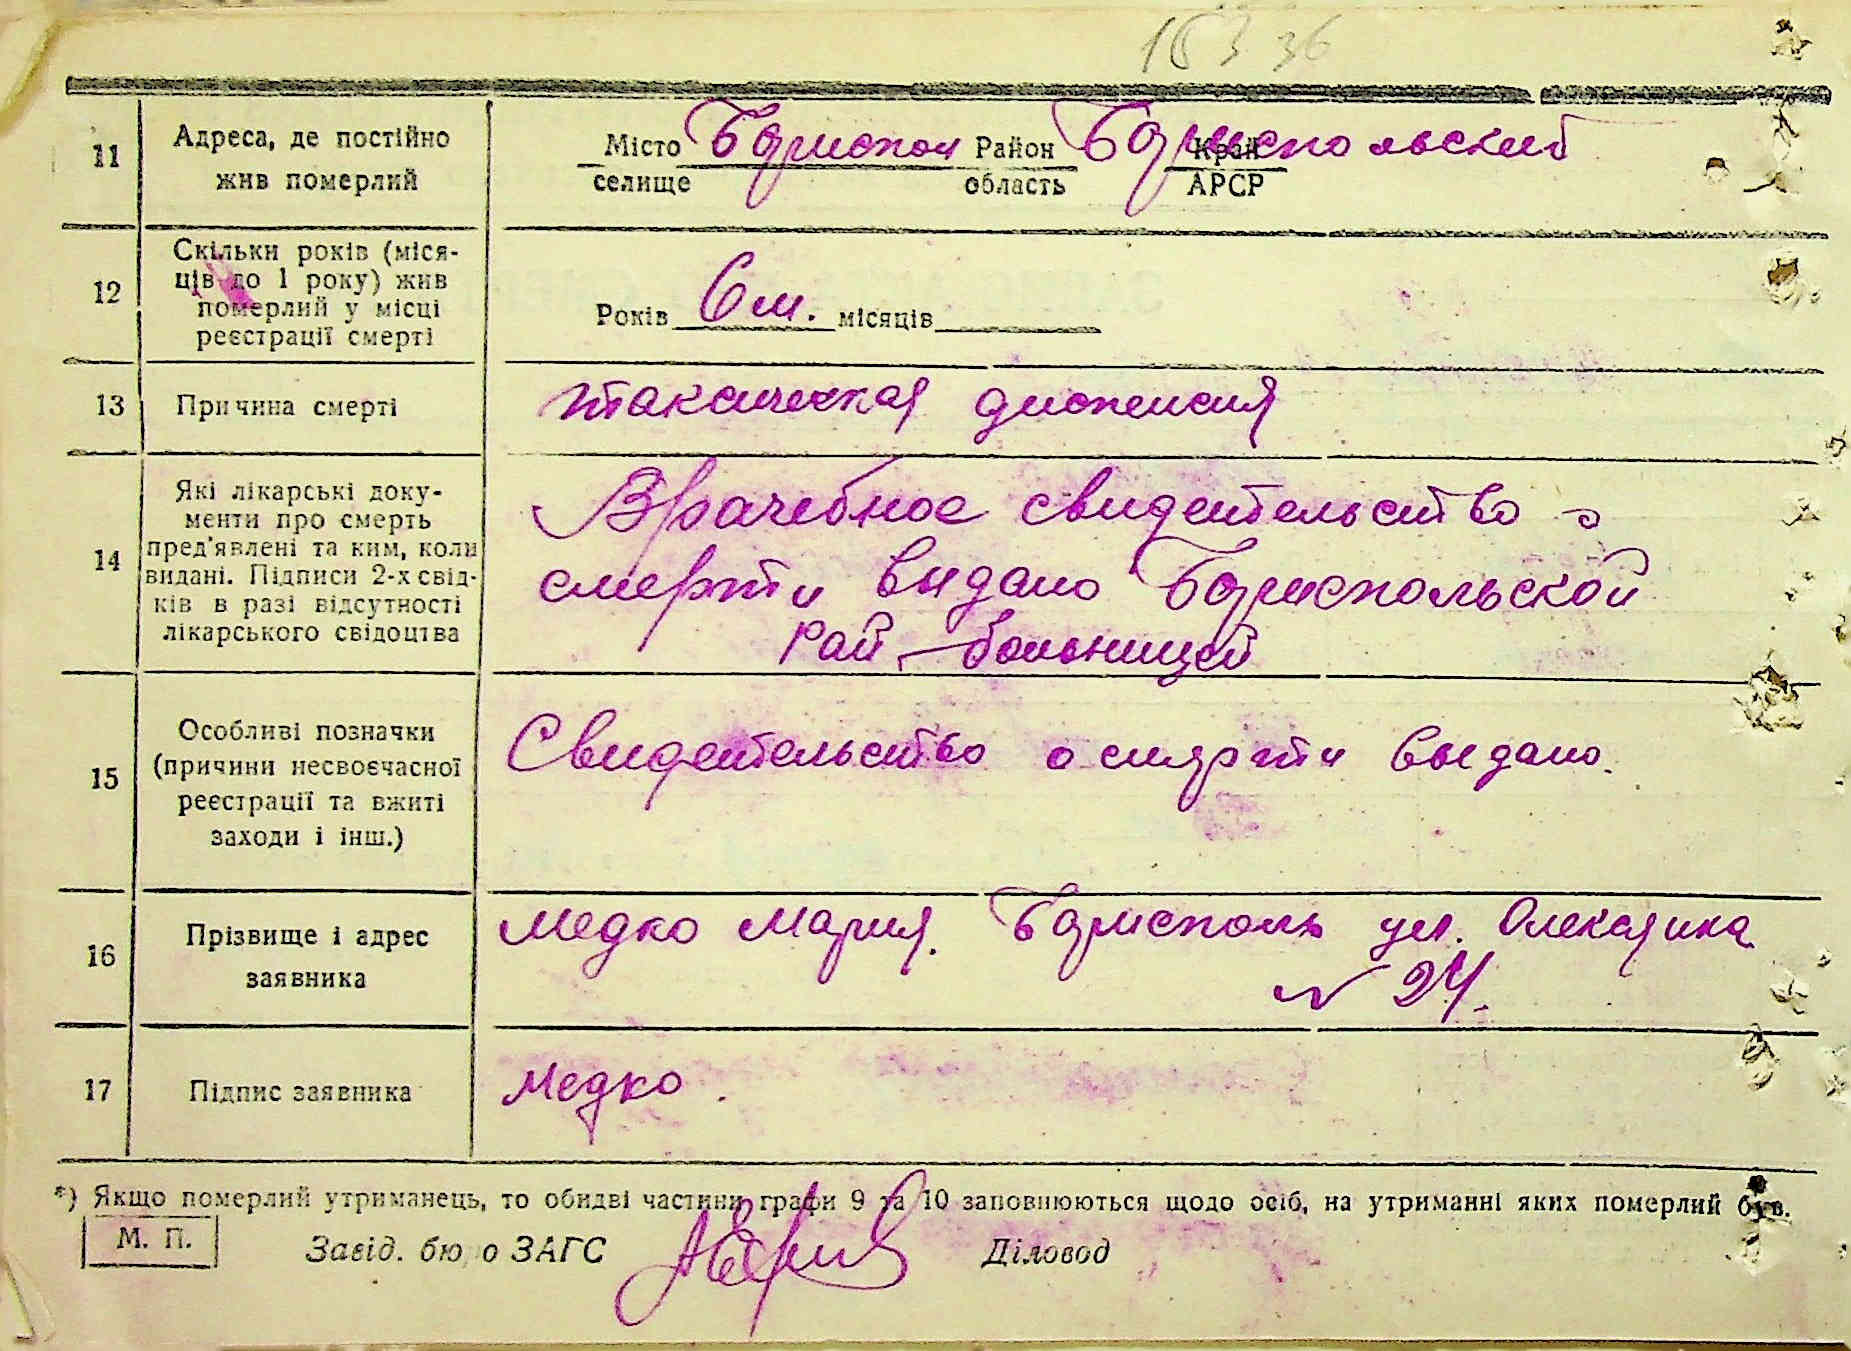 183 36
11 Адреса, де постійно жив померлий
Місто селище Бориспол Район область Бориспольский Край АРСР
12 Скільки років (міся-
ців до 1 року) жив
померлий у місці
реєстрації смерті
Років 6 м. місяців
13 Причина смерті
таксическая диспепсия
14 Які лікарські доку-
менти про смерть
пред'явлені та ким, коли
видані. Підписи 2-х свід-
ків в разі відсутності
лікарського свідоцтва
Врачебное свидетельство о
смерти выдано Бориспольской
Рай-больницей
15 Особливі позначки
(причини несвоєчасної
реєстрації та вжиті
заходи і інш.)
Свидетельство о смерти выдано.
16 Прізвище і адрес
заявника
Медко Мария. Борисполь ул.
№ 24.
17 Підпис заявника
Медко.
*) Якщо померлий утриманець, то обидві частини графи 9 та 10 заповнюються щодо осіб, на утриманні яких померлий був.
М. П.
Завід. бюро ЗАГС Діловод